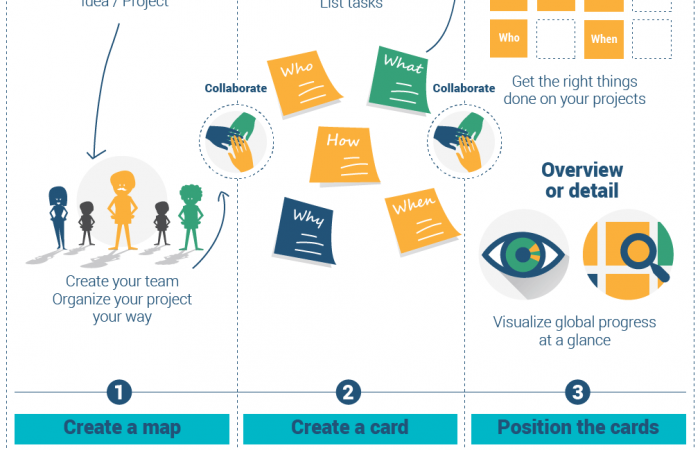 Idea / Project
Collaborate
Create your team
Organize your project
your way
1
Create a map
List tasks
Who
What
How
Why
When
2
Create a card
Collaborate
Who
When
Get the right things
done on your projects
Overview
or detail
Visualize global progress
at a glance
3
Position the cards